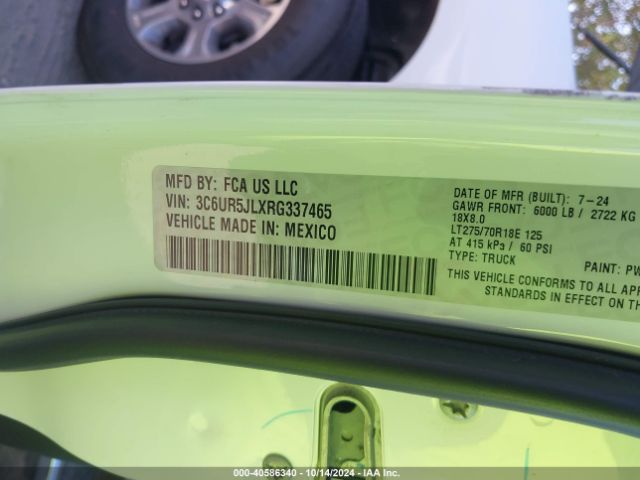 MFD BY: FCA US LLC
VIN: 3C6UR5JLXRG337465
VEHICLE MADE IN: MEXICO
DATE OF MFR (BUILT): 7-24
GAWR FRONT: 6000 LB / 2722 KG
18X8.0
LT275/70R18E 125
AT 415 kPa / 60 PSI
TYPE: TRUCK
PAINT: PW
THIS VEHICLE CONFORMS TO ALL APP
STANDARDS IN EFFECT ON TH
000-40586340 10/14/2024 IAA Inc.